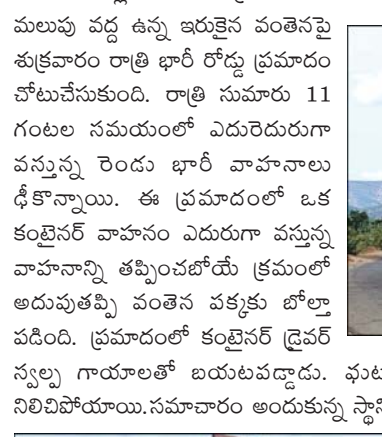 మలుపు వద్ద ఉన్న ఇరుకైన వంతెనపై
శుక్రవారం రాత్రి భారీ రోడ్డు ప్రమాదం
చోటుచేసుకుంది. రాత్రి సుమారు 11
గంటల సమయంలో ఎదురెదురుగా
వస్తున్న రెండు భారీ వాహనాలు
ఢీకొన్నాయి. ఈ ప్రమాదంలో ఒక
కంటైనర్ వాహనం ఎదురుగా వస్తున్న
వాహనాన్ని తప్పించబోయే క్రమంలో
అదుపుతప్పి వంతెన పక్కకు బోల్తా
పడింది. ప్రమాదంలో కంటైనర్ డ్రైవర్
స్వల్ప గాయాలతో బయటపడ్డాడు.
నిలిచిపోయాయి.సమాచారం అందుకున్న